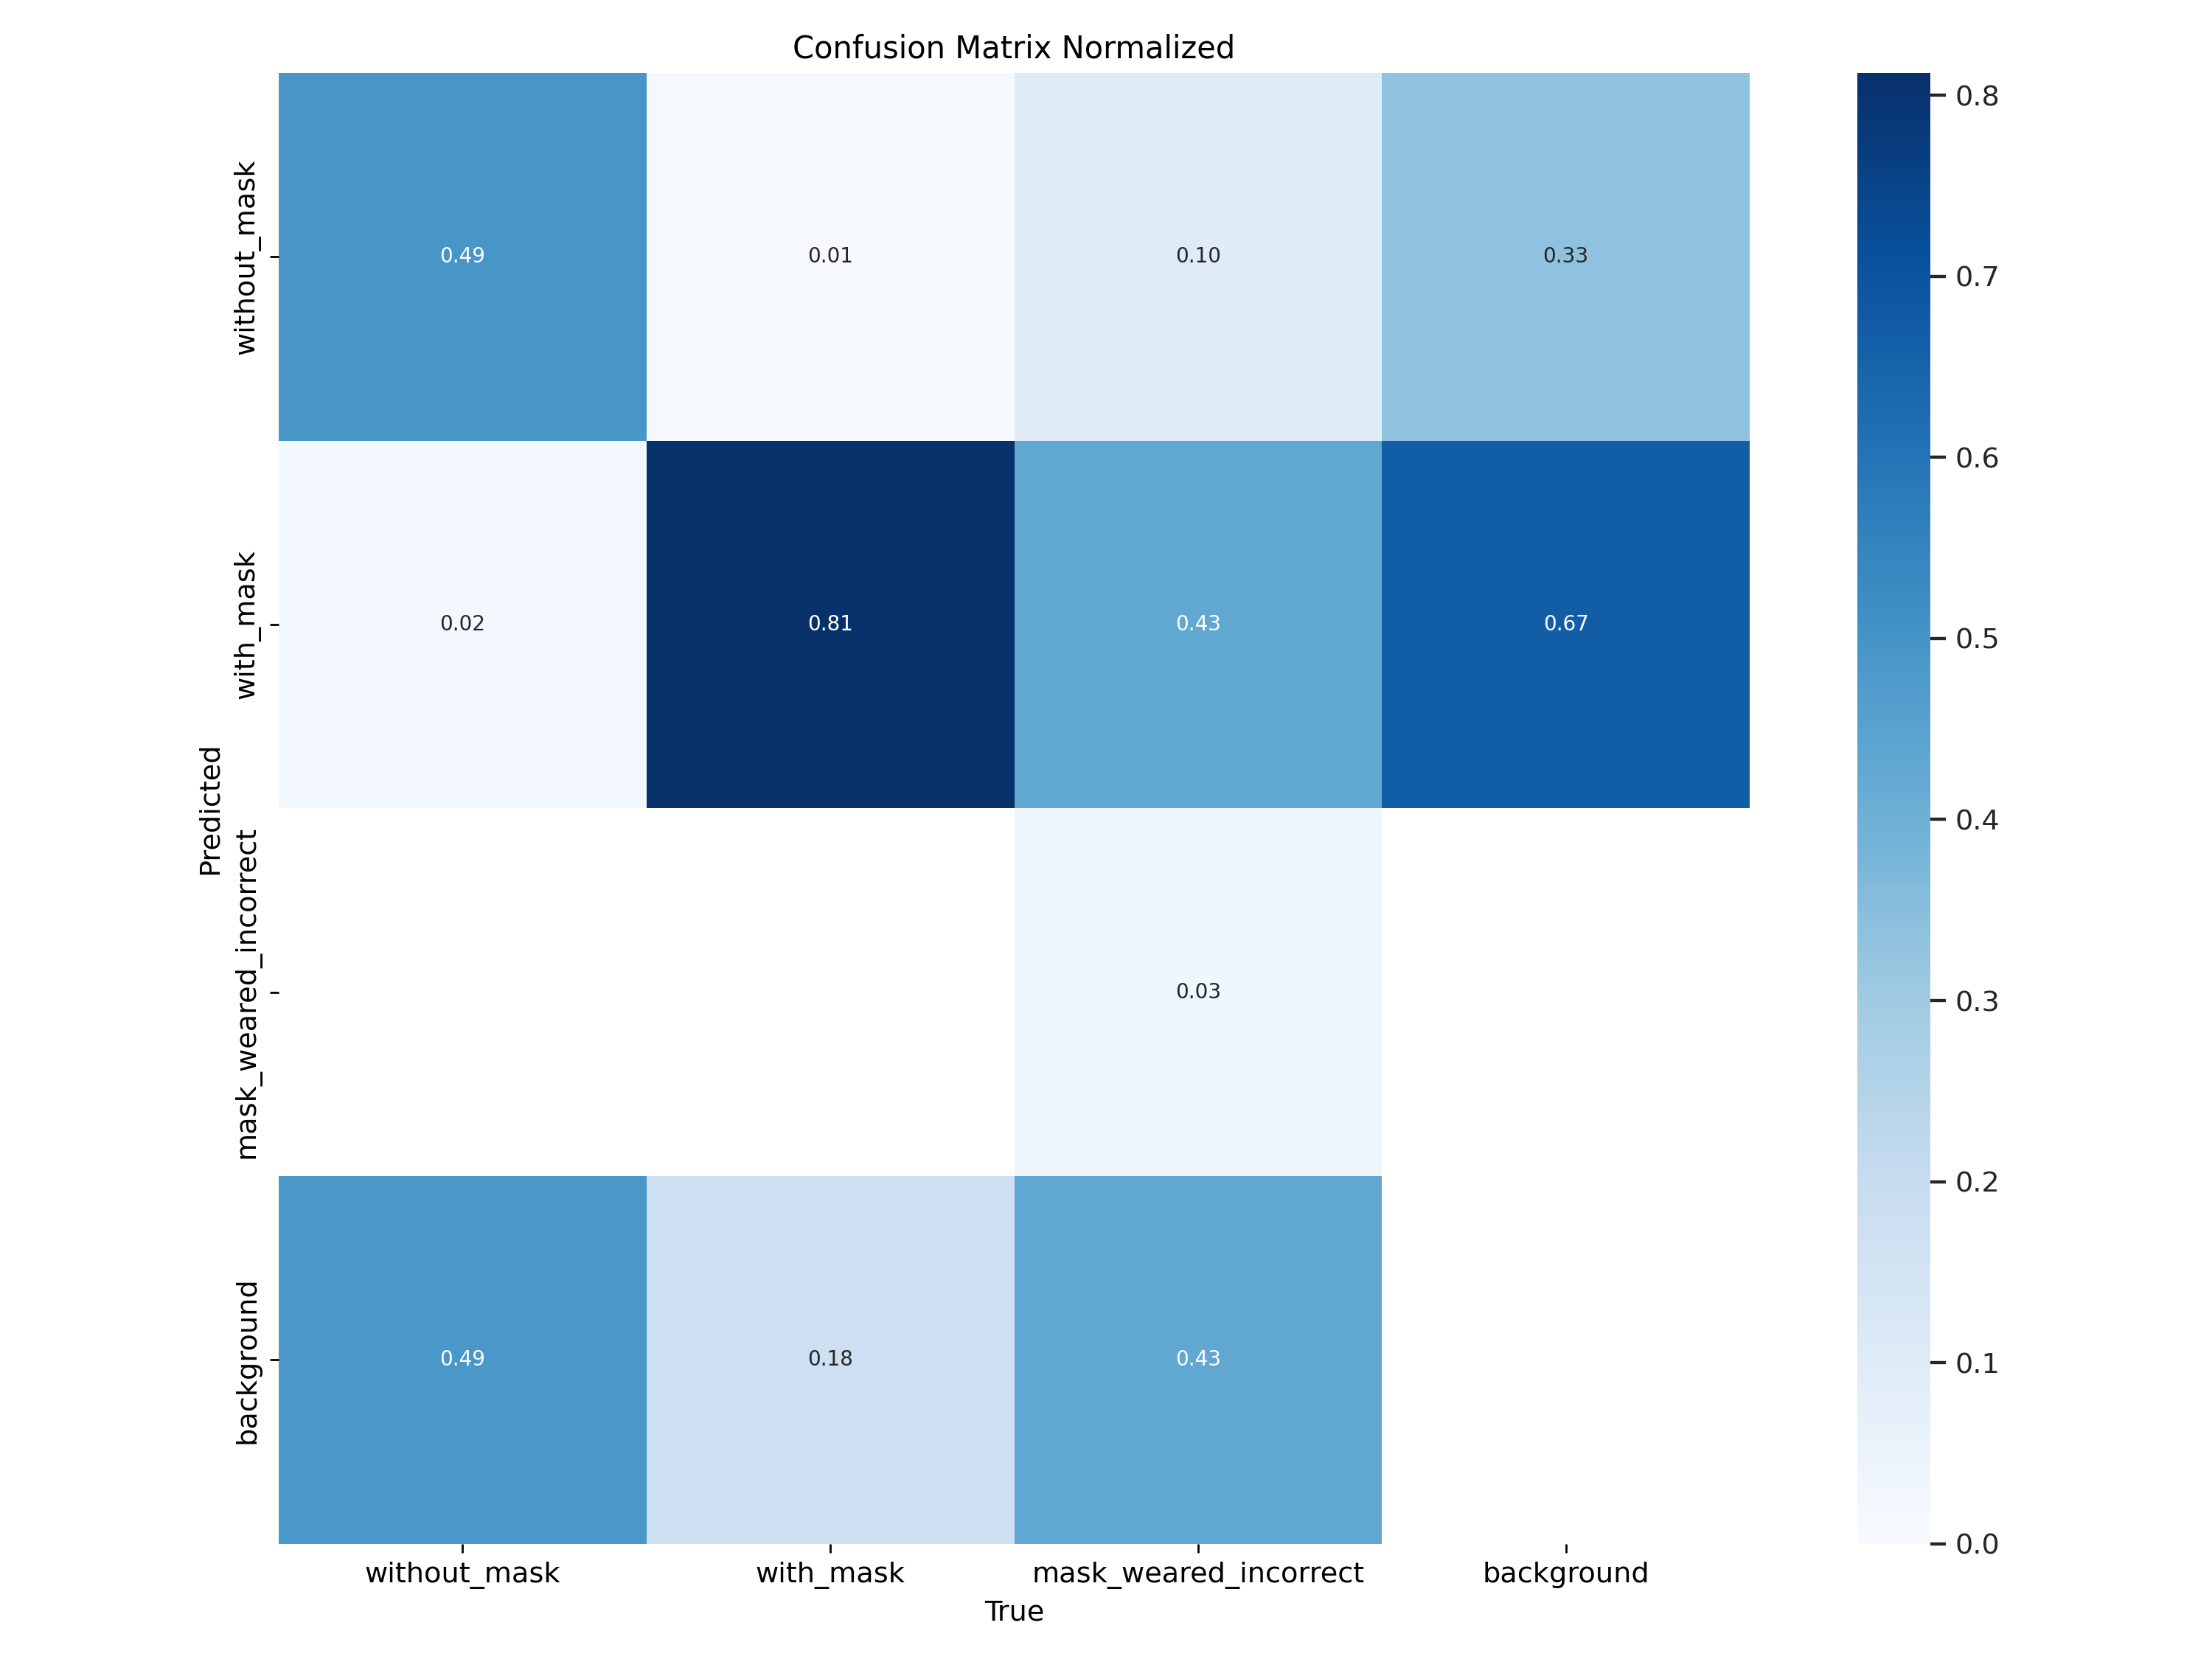 Confusion Matrix Normalized
without_mask
0.49
0.01
0.10
0.33
with_mask
0.02
0.81
0.43
0.67
mask_weared_incorrect
0.03
background
0.49
0.18
0.43
Predicted
without_mask
with_mask
mask_weared_incorrect
background
True
0.8
0.7
0.6
0.5
0.4
0.3
0.2
0.1
0.0